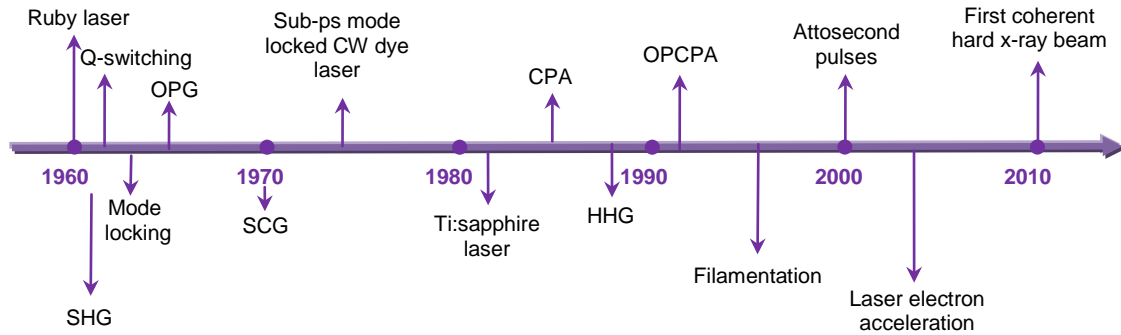 Ruby laser
Q-switching
OPG
Sub-ps mode
locked CW dye
laser
CPA
OPCPA
Attosecond
pulses
First coherent
hard x-ray beam
1960
1970
1980
1990
2000
2010
SHG
Mode
locking
SCG
Ti:sapphire
laser
HHG
Filamentation
Laser electron
acceleration